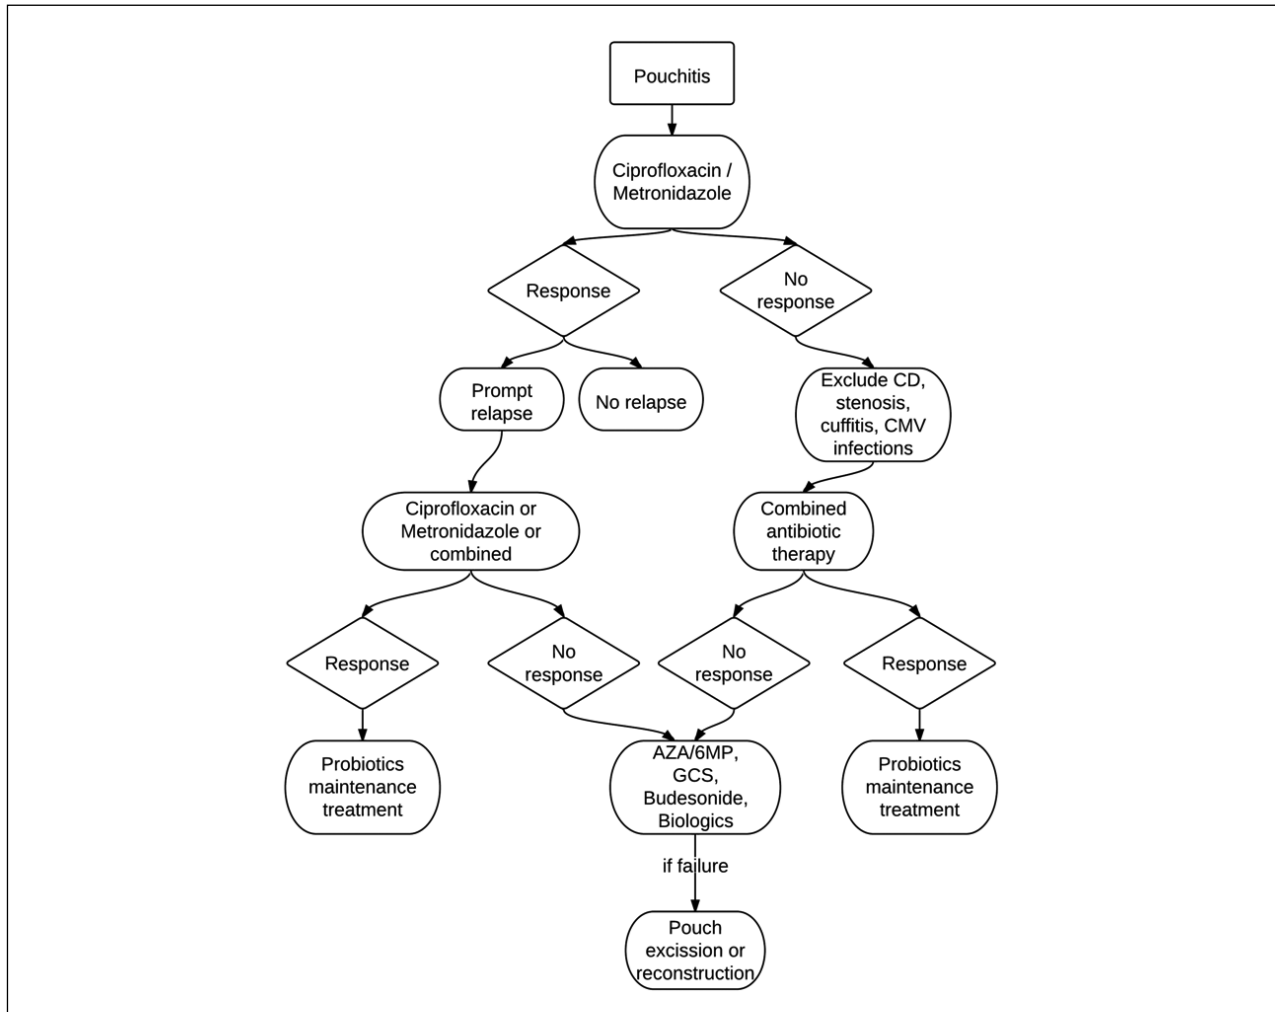 Pouchitis
Ciprofloxacin /
Metronidazole
Response
No
response
Prompt
relapse
No relapse
Exclude CD,
stenosis,
cuffitis, CMV
infections
Ciprofloxacin or
Metronidazole or
combined
Combined
antibiotic
therapy
Response
No
response
No
response
Response
Probiotics
maintenance
treatment
AZA/6MP,
GCS,
Budesonide,
Biologics
Probiotics
maintenance
treatment
if failure
Pouch
excission or
reconstruction